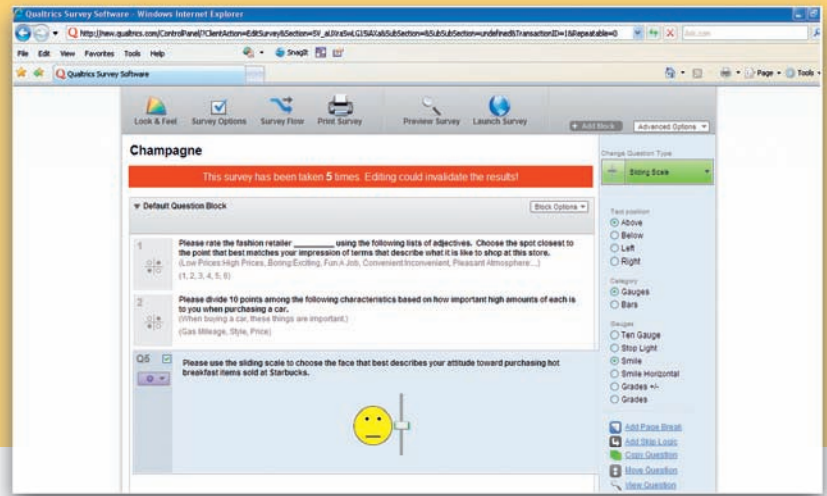 Qualtrics Survey Software - Windows Internet Explorer
File Edit View Favorites Tools Help
SnagIt
Qualtrics Survey Software
Page Tools
Look & Feel Survey Options Survey Flow Print Survey Preview Survey Launch Survey
+ Add Block Advanced Options
Champagne
This survey has been taken 5 times. Editing could invalidate the results!
Default Question Block
Block Options
1
Please rate the fashion retailer _________ using the following lists of adjectives. Choose the spot closest to
the point that best matches your impression of terms that describe what it is like to shop at this store.
(Low Prices:High Prices, Boring:Exciting, Fun:A Job, Convenient:Inconvenient, Pleasant Atmosphere...)
(1, 2, 3, 4, 5, 6)
2
Please divide 10 points among the following characteristics based on how important high amounts of each is
to you when purchasing a car.
(When buying a car, these things are important.)
(Gas Mileage, Style, Price)
Q5
Please use the sliding scale to choose the face that best describes your attitude toward purchasing hot
breakfast items sold at Starbucks.
Change Question Type:
Sliding Scale
Text position
Above
Below
Left
Right
Category
Gauges
Bars
Gauges
Ten Gauge
Stop Light
Smile
Smile Horizontal
Grades +/-
Grades
Add Page Break
Add Skip Logic
Copy Question
Move Question
View Question